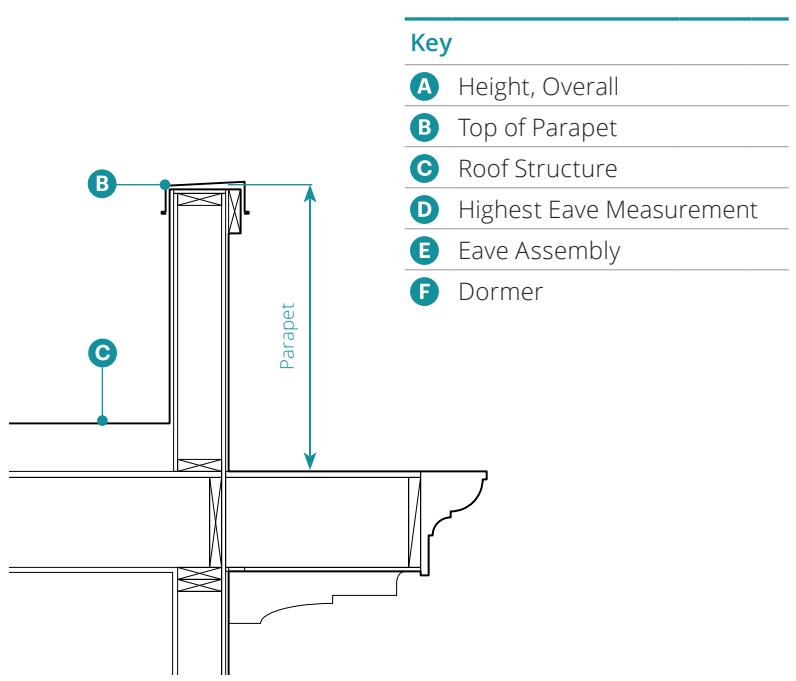 Key
A Height, Overall
B Top of Parapet
C Roof Structure
D Highest Eave Measurement
E Eave Assembly
F Dormer
B
C
Parapet